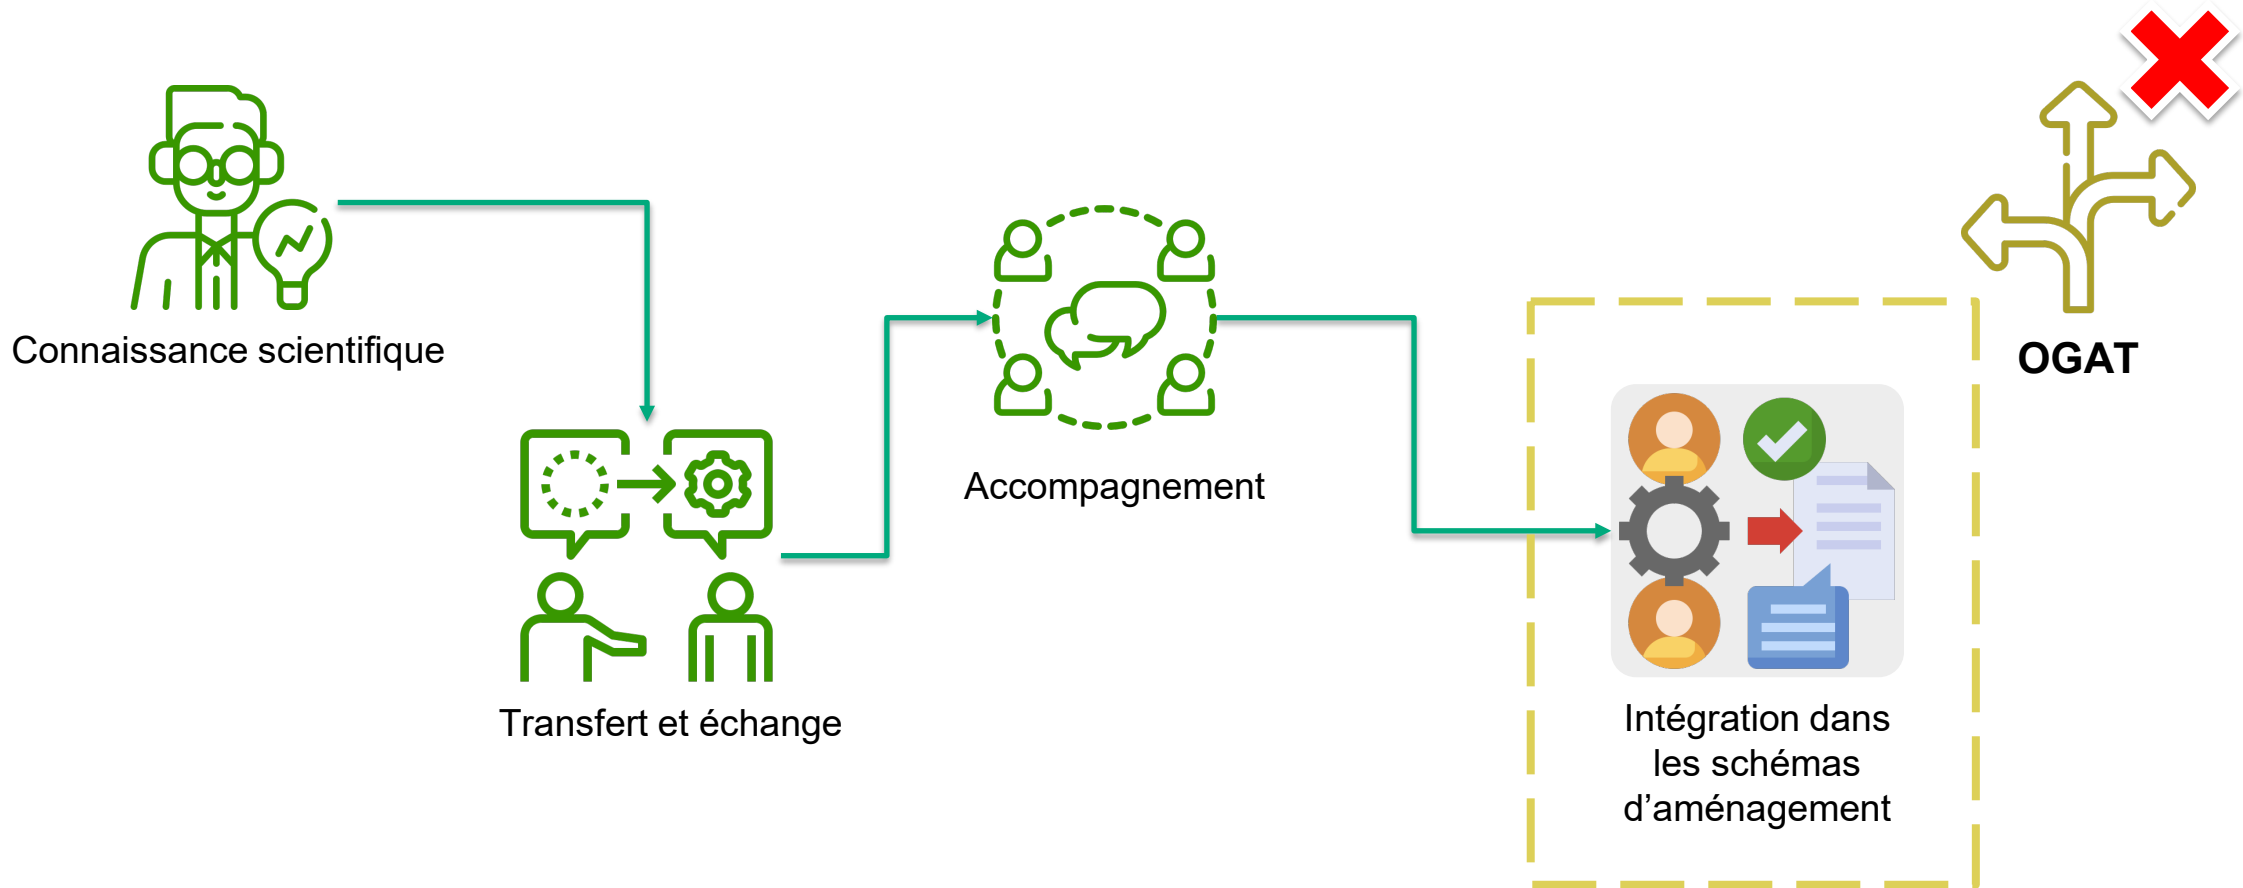 Connaissance scientifique
Transfert et échange
Accompagnement
OGAT
Intégration dans
les schémas
d’aménagement